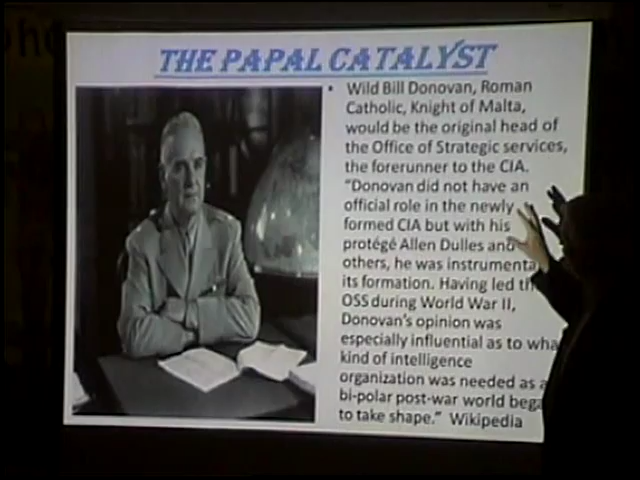 THE PAPAL CATALYST
• Wild Bill Donovan, Roman
Catholic, Knight of Malta,
would be the original head of
the Office of Strategic services,
the forerunner to the CIA.
"Donovan did not have an
official role in the newly
formed CIA but with his
protégé Allen Dulles and
others, he was instrumenta
its formation. Having led th
OSS during World War II,
Donovan's opinion was
especially influential as to wha
kind of intelligence
organization was needed as a
bi-polar post-war world bega
to take shape." Wikipedia